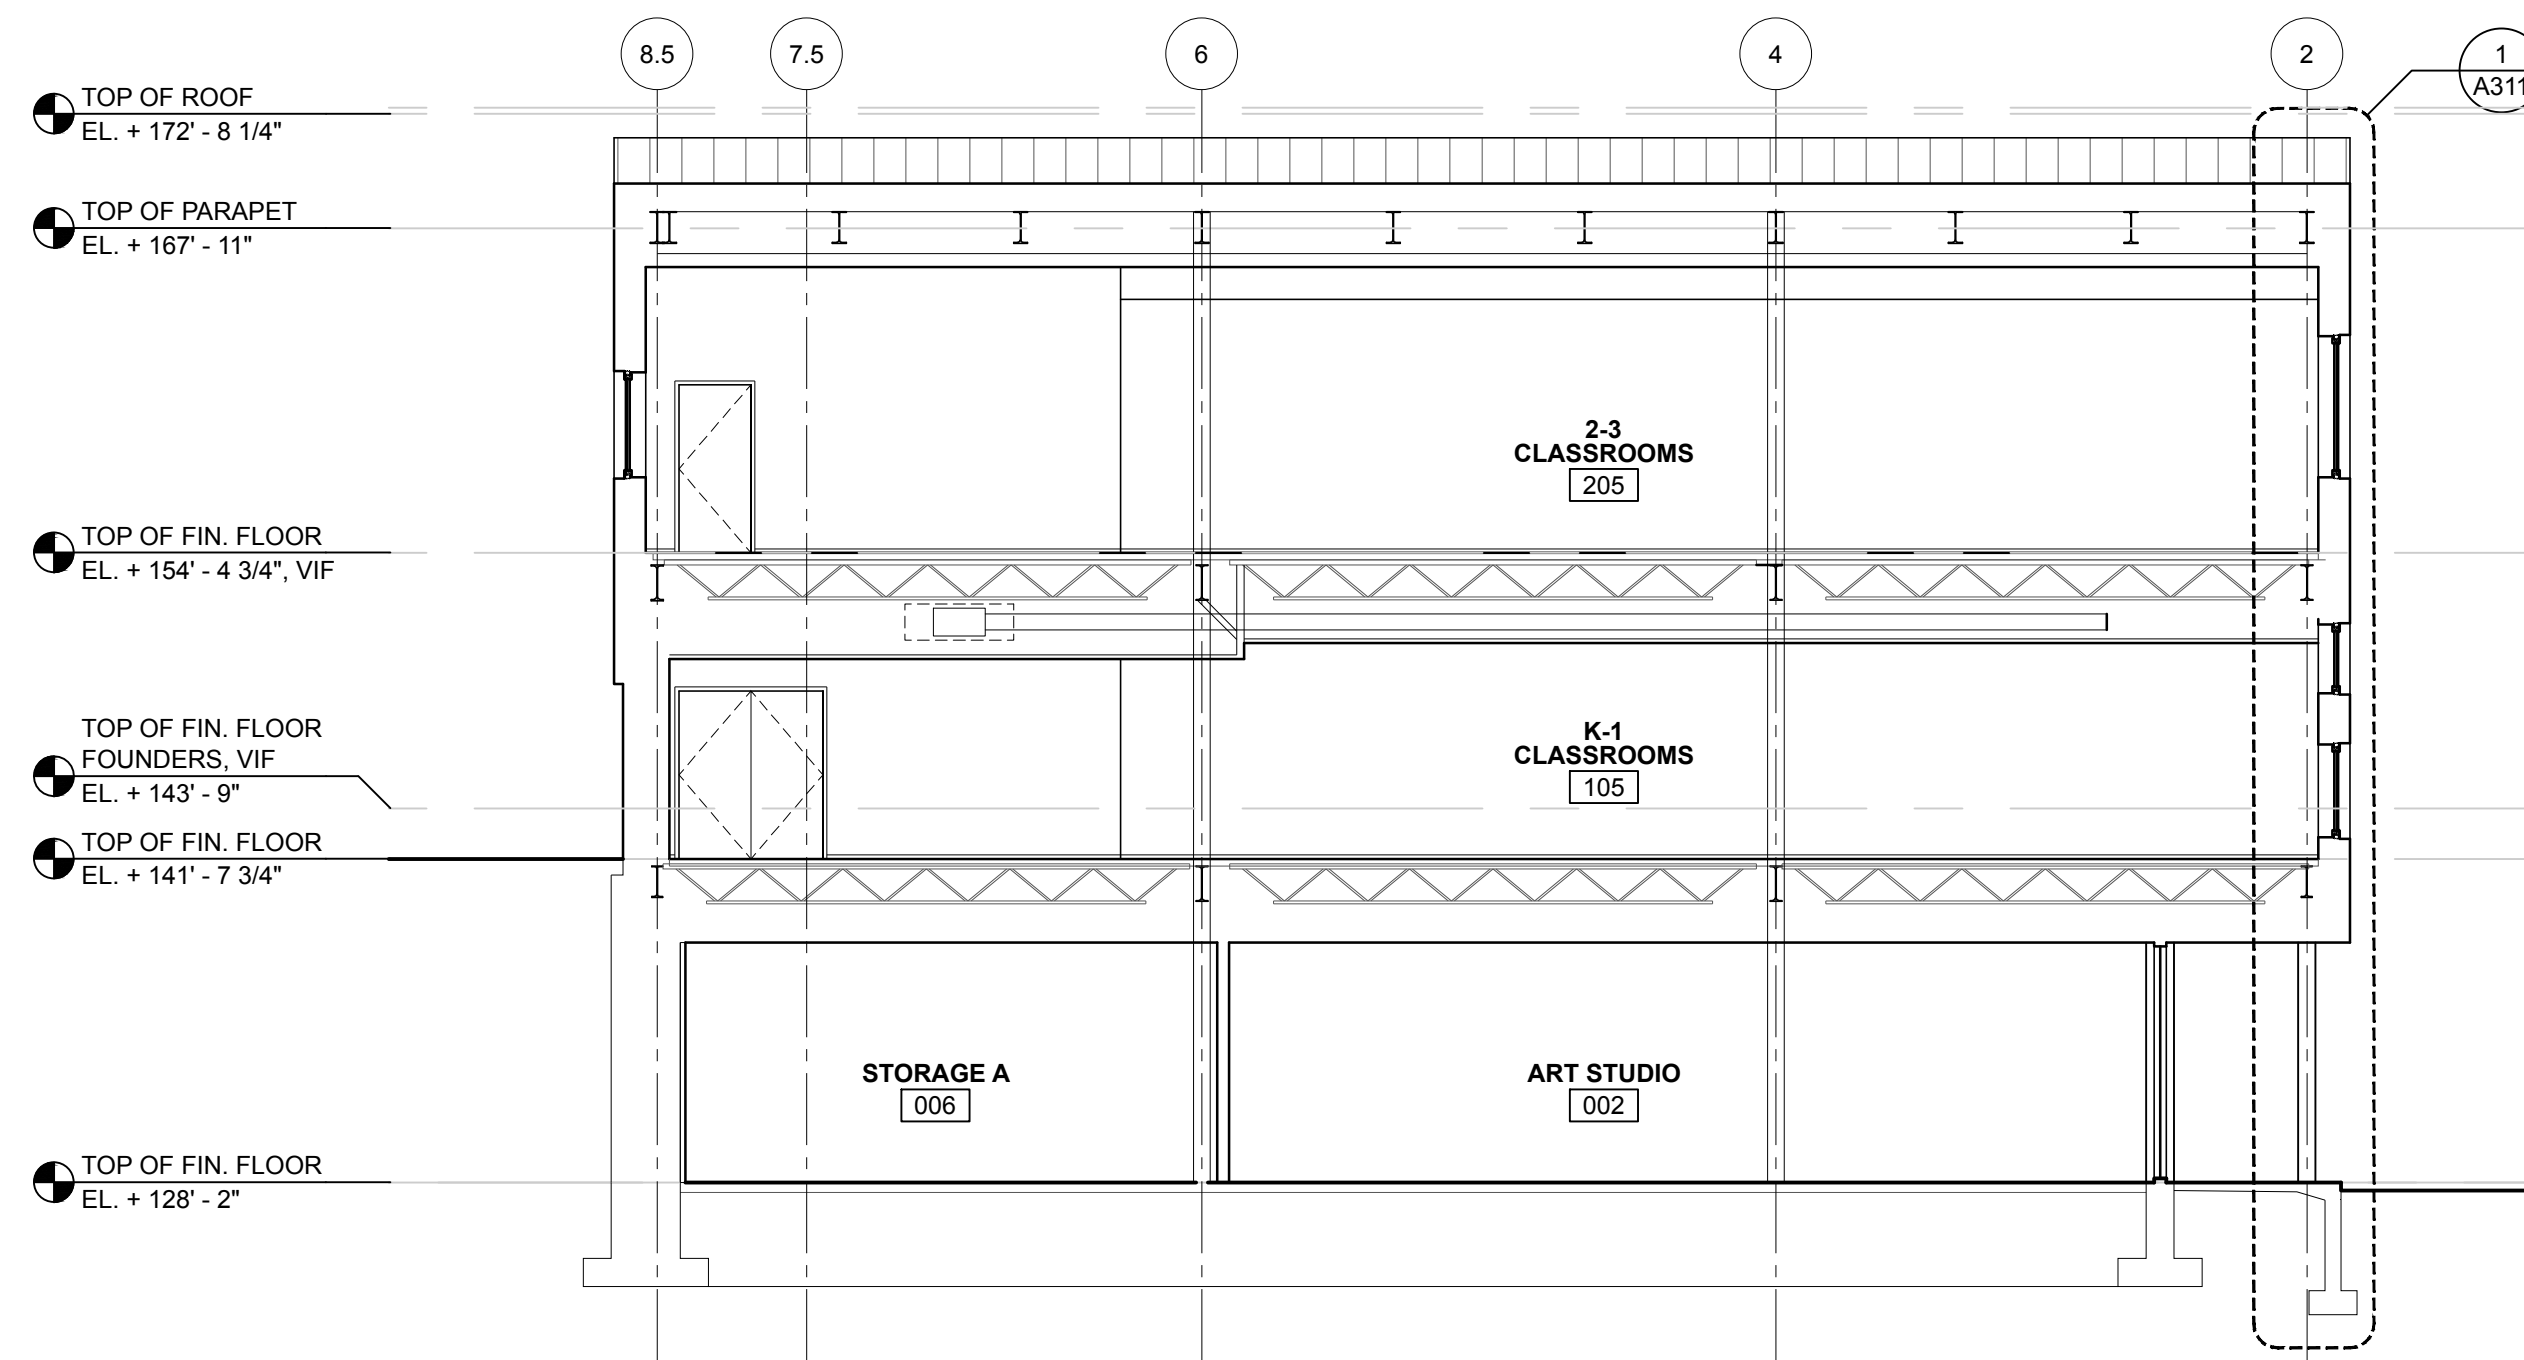 8.5
7.5
6
4
2
1
A311
TOP OF ROOF
EL. + 172' - 8 1/4"
TOP OF PARAPET
EL. + 167' - 11"
2-3
CLASSROOMS
205
TOP OF FIN. FLOOR
EL. + 154' - 4 3/4", VIF
TOP OF FIN. FLOOR
FOUNDERS, VIF
EL. + 143' - 9"
K-1
CLASSROOMS
105
TOP OF FIN. FLOOR
EL. + 141' - 7 3/4"
STORAGE A
006
ART STUDIO
002
TOP OF FIN. FLOOR
EL. + 128' - 2"